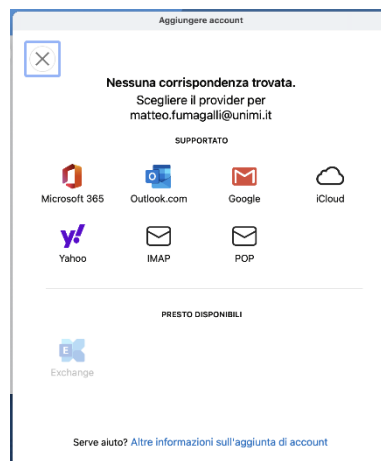 Aggiungere account
Nessuna corrispondenza trovata.
Scegliere il provider per
matteo.fumagalli@unimi.it
SUPPORTATO
Microsoft 365
Outlook.com
Google
iCloud
Yahoo
IMAP
POP
PRESTO DISPONIBILI
Exchange
Serve aiuto? Altre informazioni sull'aggiunta di account